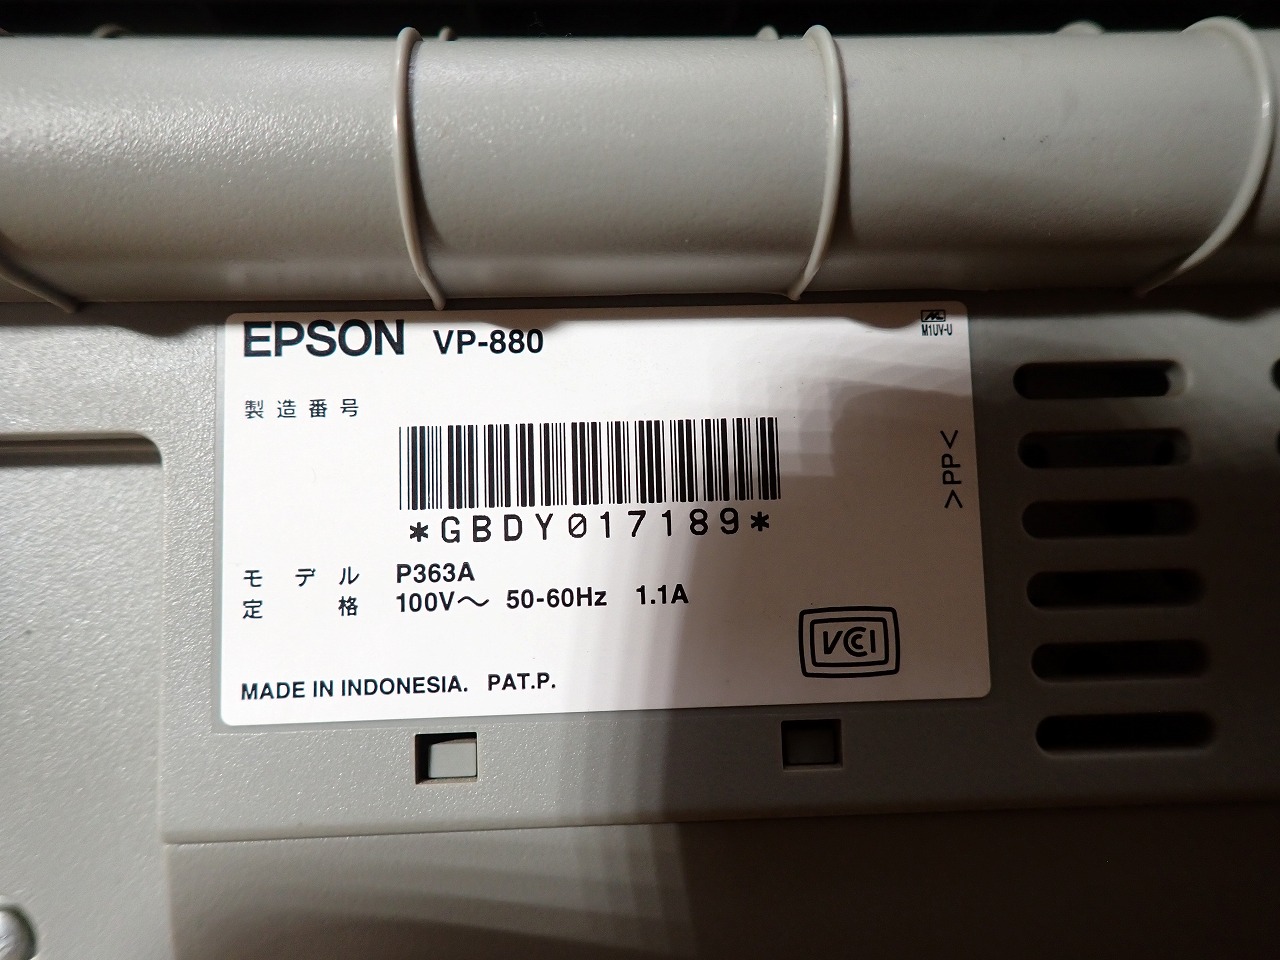 EPSON VP-880
M1UV-U
製造番号
>PP<
*GBDY017189*
モデル P363A
定格 100V～ 50-60Hz 1.1A
VCCI
MADE IN INDONESIA. PAT.P.